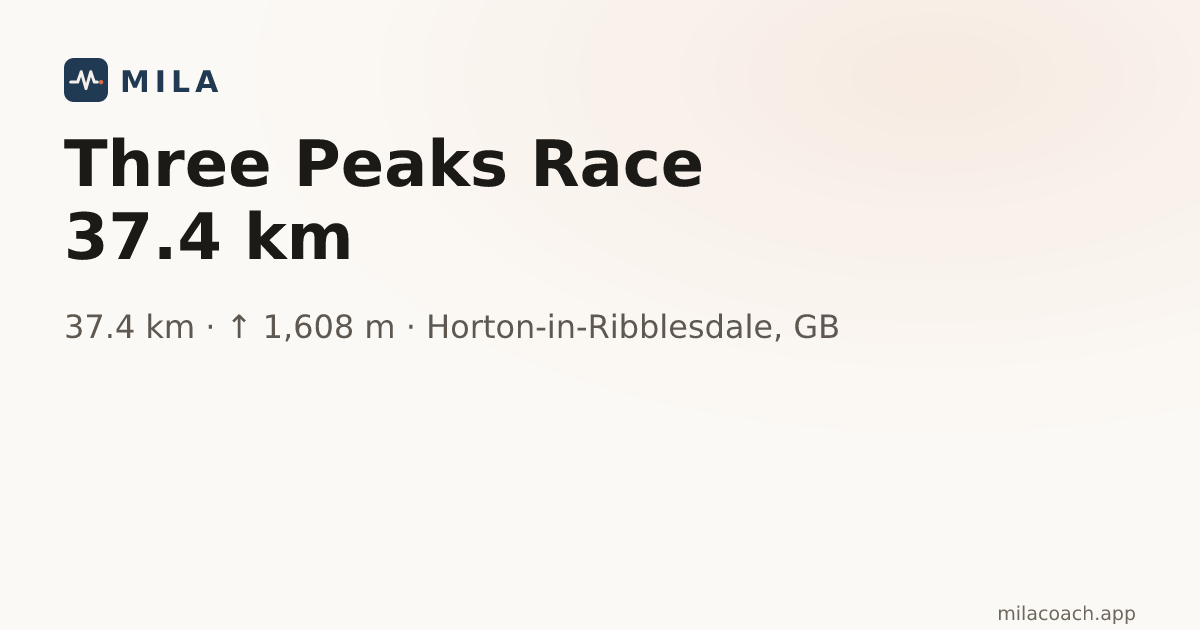 MILA
Three Peaks Race
37.4 km
37.4 km · ↑ 1,608 m · Horton-in-Ribblesdale, GB
milacoach.app